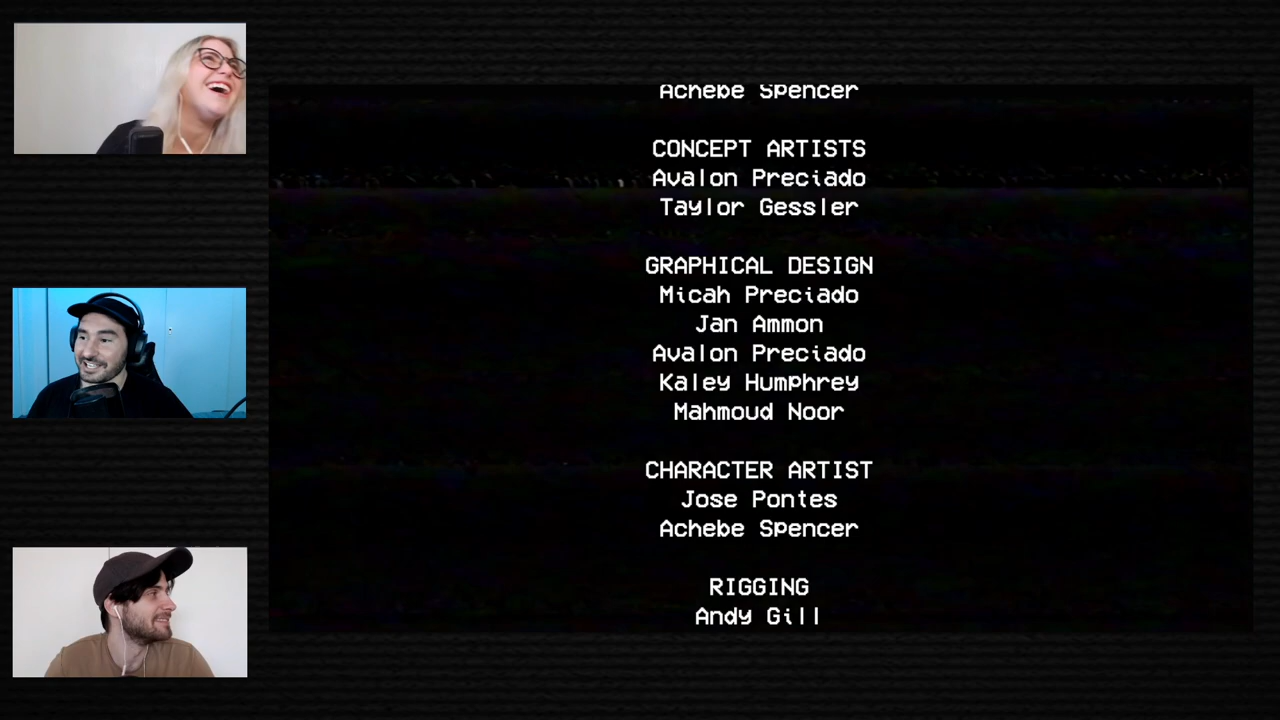 Achebe Spencer
CONCEPT ARTISTS
Avalon Preciado
Taylor Gessler
GRAPHICAL DESIGN
Micah Preciado
Jan Ammon
Avalon Preciado
Kaley Humphrey
Mahmoud Noor
CHARACTER ARTIST
Jose Pontes
Achebe Spencer
RIGGING
Andy Gill